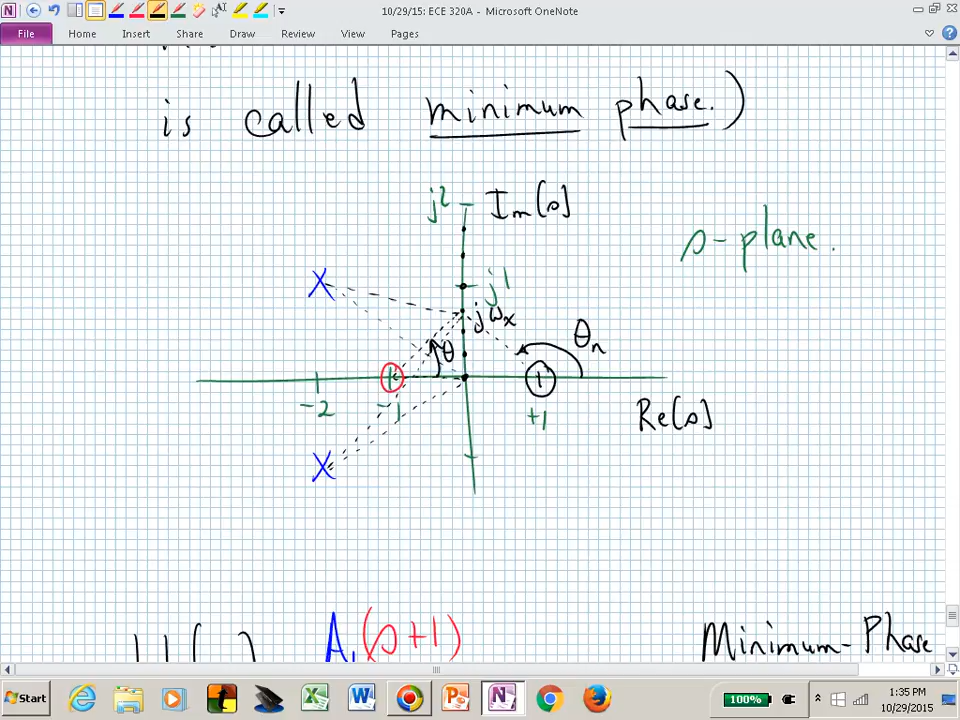 10/29/15: ECE 320A - Microsoft OneNote
File Home Insert Share Draw Review View Pages
is called minimum phase.)
j2 Im[s]
s-plane.
X j1
jωx
θ θn
-2 -1 +1 Re[s]
X
A1(s+1) Minimum-Phase
Start 100% 1:35 PM
10/29/2015